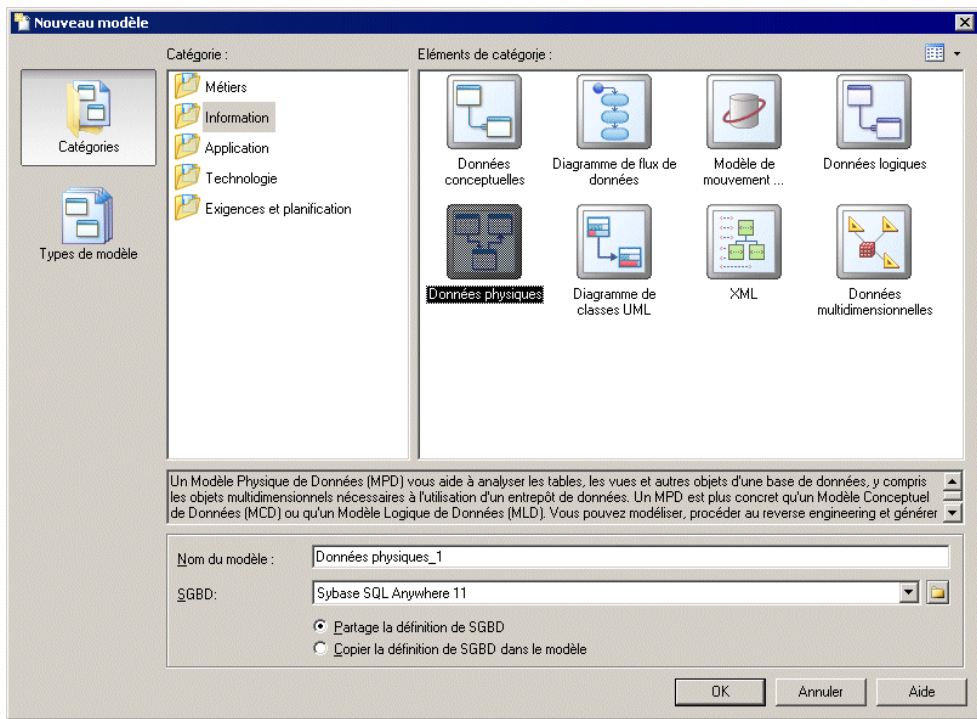 Nouveau modèle
Catégorie :
Eléments de catégorie :
Catégories
Types de modèle
Métiers
Information
Application
Technologie
Exigences et planification
Données
conceptuelles
Diagramme de flux de
données
Modèle de
mouvement ...
Données logiques
Données physiques
Diagramme de
classes UML
XML
Données
multidimensionnelles
Un Modèle Physique de Données (MPD) vous aide à analyser les tables, les vues et autres objets d'une base de données, y compris
les objets multidimensionnels nécessaires à l'utilisation d'un entrepôt de données. Un MPD est plus concret qu'un Modèle Conceptuel
de Données (MCD) ou qu'un Modèle Logique de Données (MLD). Vous pouvez modéliser, procéder au reverse engineering et générer
Nom du modèle :
Données physiques_1
SGBD:
Sybase SQL Anywhere 11
Partage la définition de SGBD
Copier la définition de SGBD dans le modèle
OK
Annuler
Aide